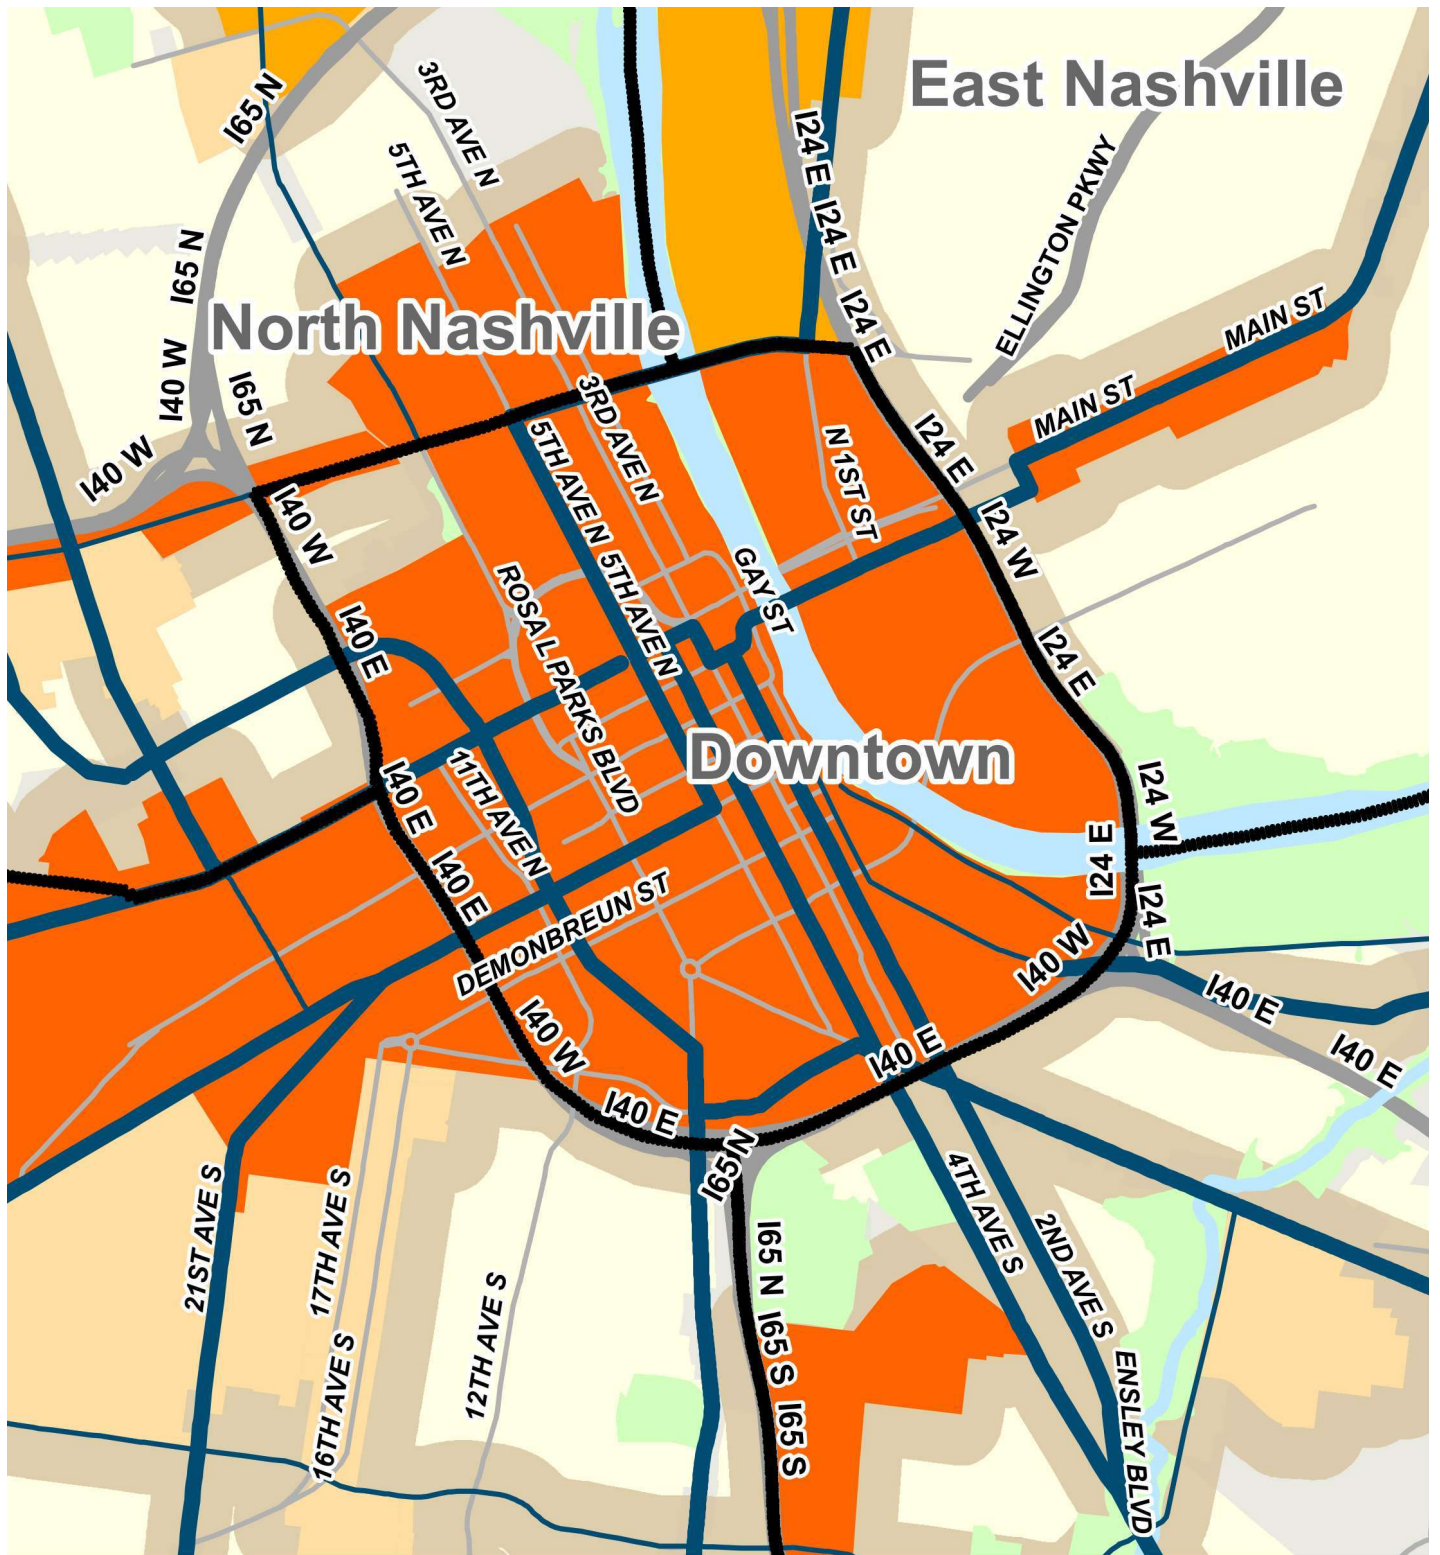 East Nashville
3RD AVE N
I65 N
I24 E
5TH AVE N
ELLINGTON PKWY
I24 E
I65 N
North Nashville
MAIN ST
I24 E
I40 W
I65 N
3RD AVE N
MAIN ST
I40 W
5TH AVE N
N 1ST ST
I24 E
I40 W
I24 W
GAY ST
5TH AVE N
ROSA L PARKS BLVD
I40 E
I24 E
Downtown
11TH AVE N
I40 E
I24 W
I24 E
I40 E
DEMONBREUN ST
I24 E
I40 W
I40 E
I40 W
I40 E
I40 E
I40 E
I65 N
21ST AVE S
17TH AVE S
4TH AVE S
2ND AVE S
I65 N
12TH AVE S
I65 S
16TH AVE S
I65 S
ENSLEY BLVD